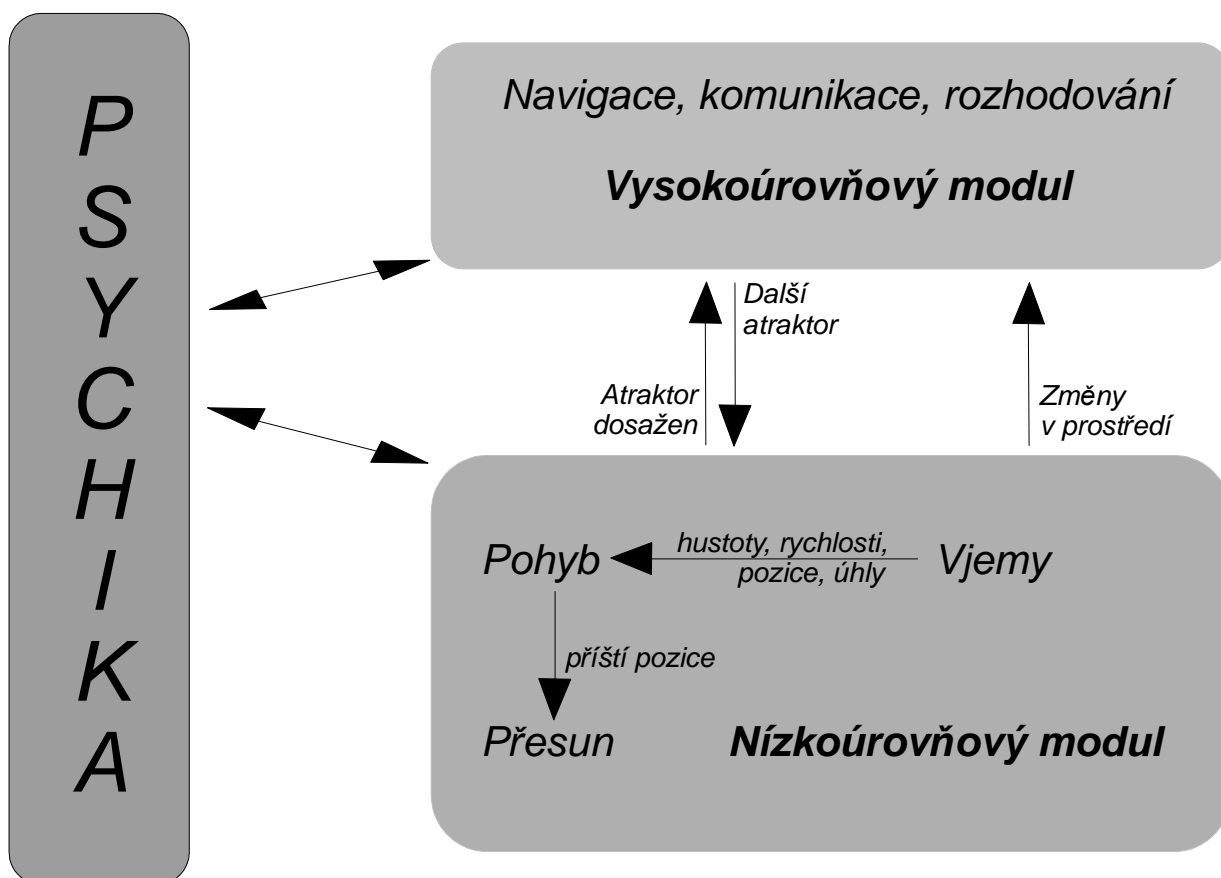 P
S
Y
C
H
I
K
A
Navigace, komunikace, rozhodování
Vysokoúrovňový modul
Další
atraktor
Atraktor
dosažen
Změny
v prostředí
Pohyb
hustoty, rychlosti,
pozice, úhly
Vjemy
příští pozice
Přesun
Nízkoúrovňový modul